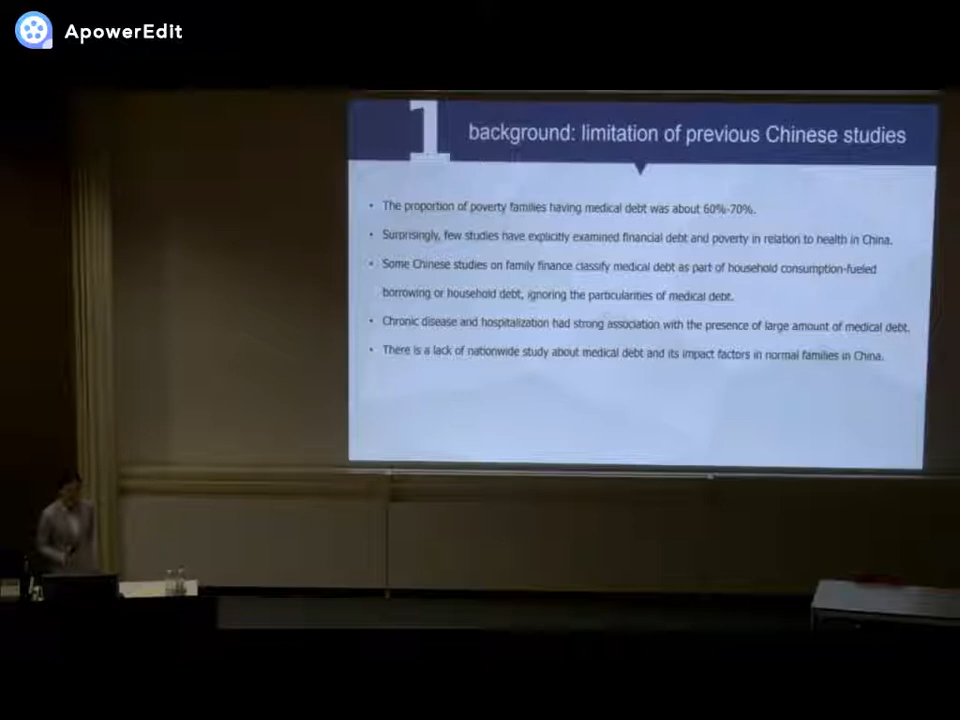 ApowerEdit
1
background: limitation of previous Chinese studies
• The proportion of poverty families having medical debt was about 60%-70%.
• Surprisingly, few studies have explicitly examined financial debt and poverty in relation to health in China.
• Some Chinese studies on family finance classify medical debt as part of household consumption-fueled
borrowing or household debt, ignoring the particularities of medical debt.
• Chronic disease and hospitalization had strong association with the presence of large amount of medical debt.
• There is a lack of nationwide study about medical debt and its impact factors in normal families in China.